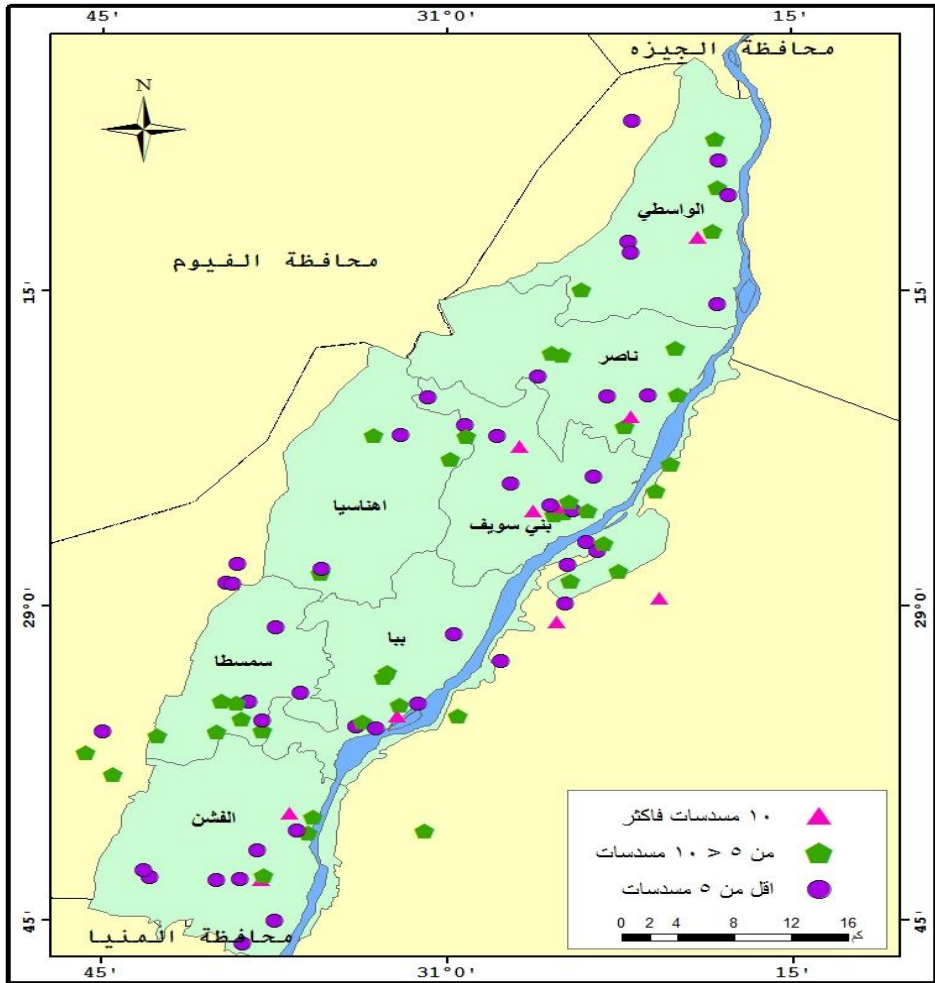 45' 31°0' 15'
محافظة الجيزه
N
الواسطي
محافظة الفيوم
15' 15'
ناصر
اهناسيا
بني سويف
29°0' 29°0'
ببا
سمسطا
الفشن
١٠ مسدسات فاكثر
من ٥ < ١٠ مسدسات
اقل من ٥ مسدسات
0 2 4 8 12 16
كم
45' 45'
محافظة المنيا
45' 31°0' 15'